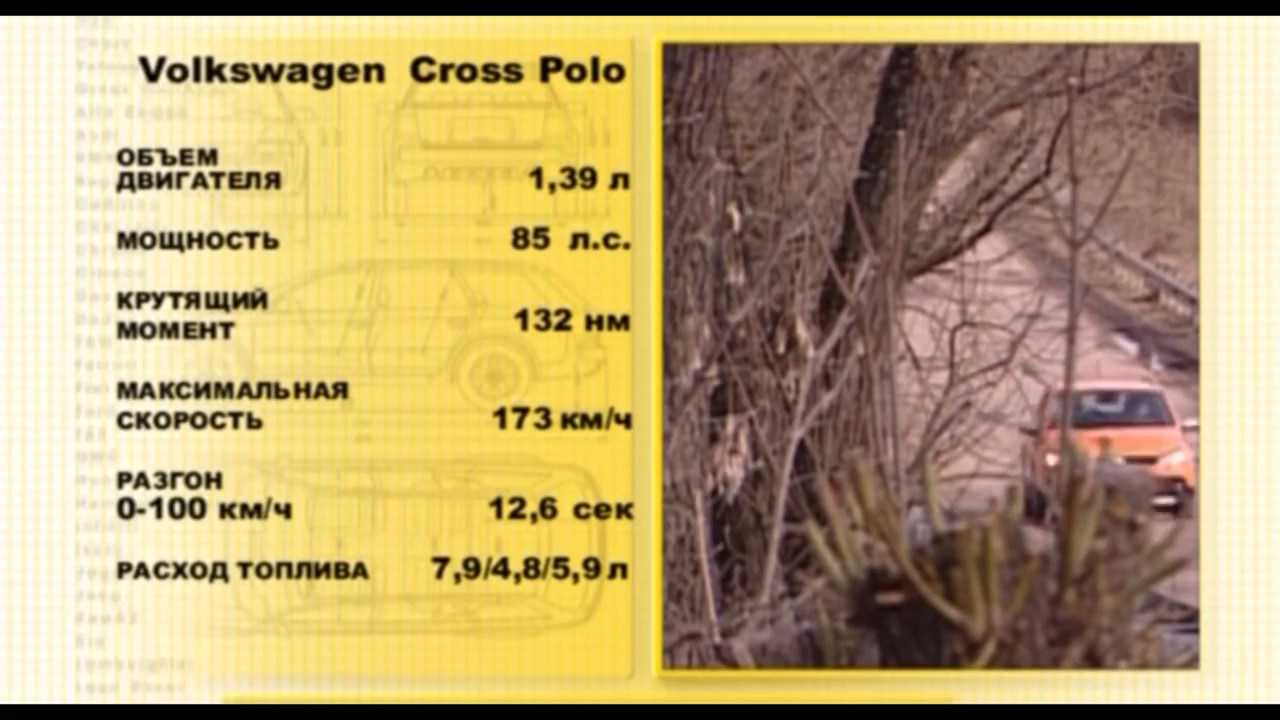 Volkswagen Cross Polo
ОБЪЕМ
ДВИГАТЕЛЯ 1,39 л
МОЩНОСТЬ 85 л.с.
КРУТЯЩИЙ
МОМЕНТ 132 нм
МАКСИМАЛЬНАЯ
СКОРОСТЬ 173 км/ч
РАЗГОН
0-100 км/ч 12,6 сек
РАСХОД ТОПЛИВА 7,9/4,8/5,9 л